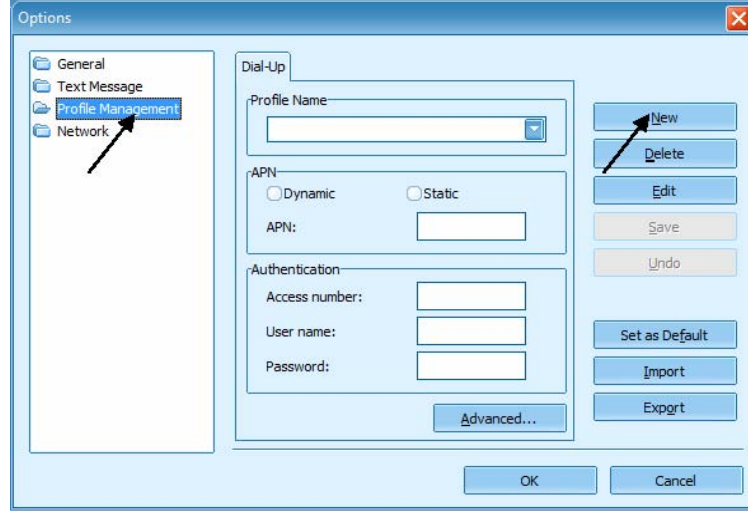 Options
General
Text Message
Profile Management
Network
Dial-Up
Profile Name
APN
Dynamic Static
APN:
Authentication
Access number:
User name:
Password:
Advanced...
New
Delete
Edit
Save
Undo
Set as Default
Import
Export
OK Cancel